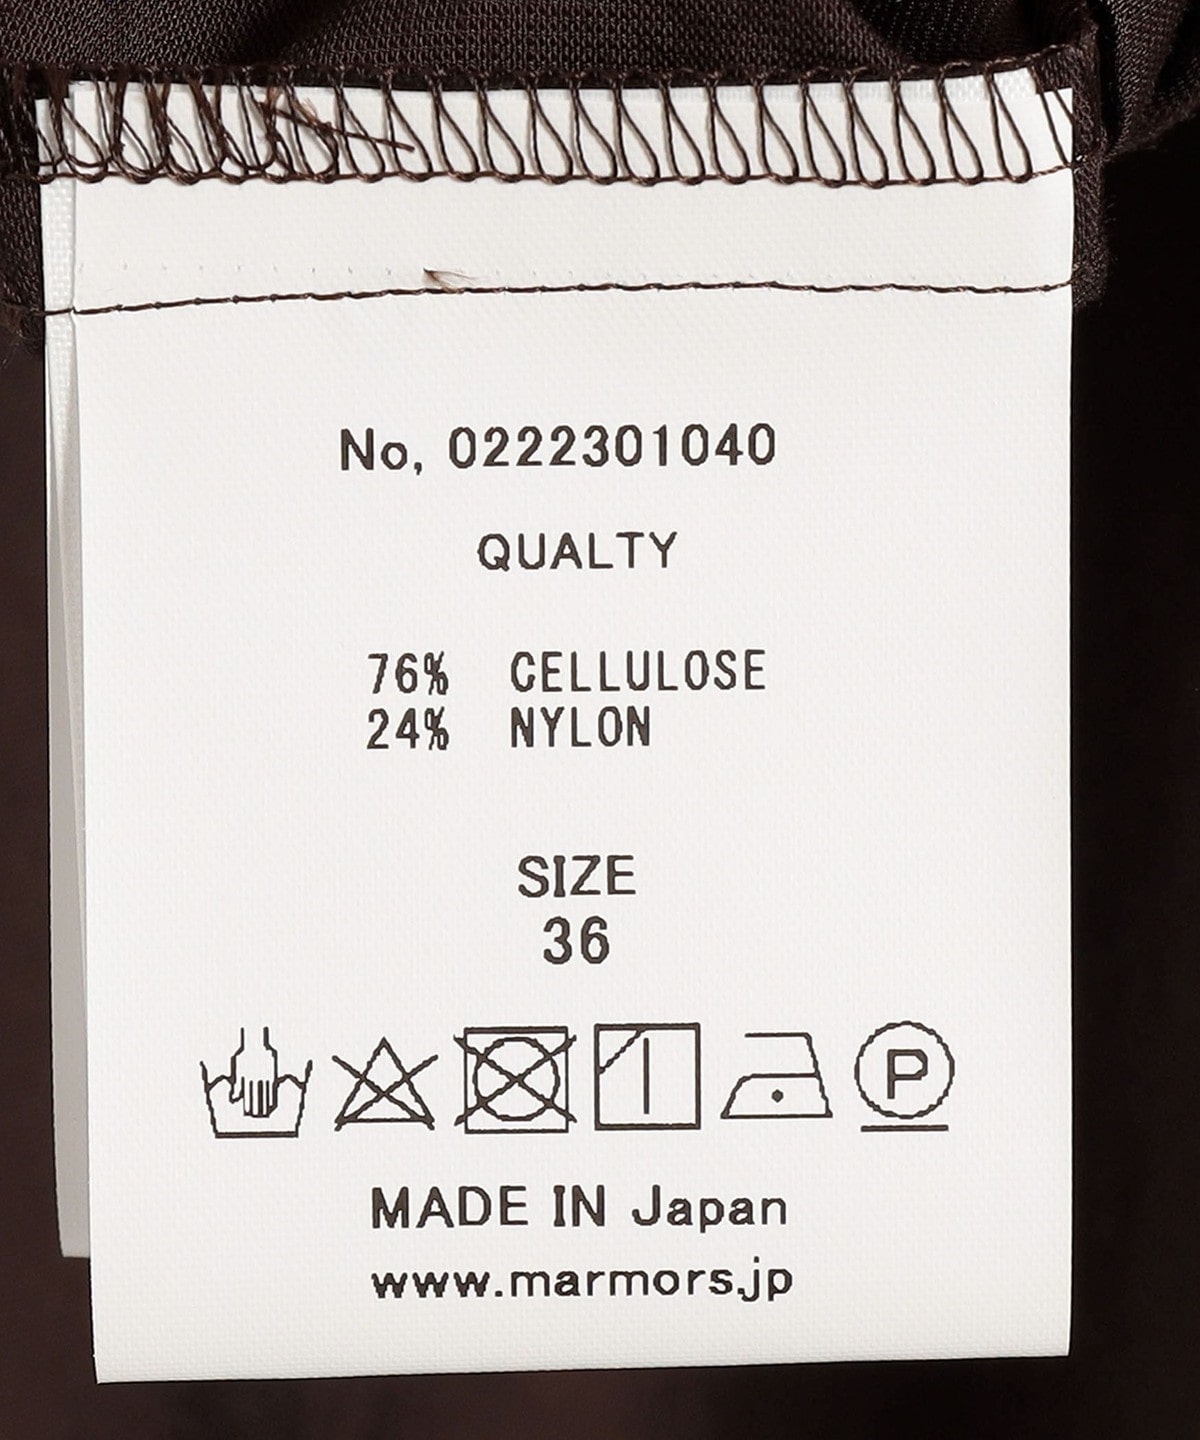 No, 0222301040
QUALTY
76% CELLULOSE
24% NYLON
SIZE
36
P
MADE IN Japan
www.marmors.jp